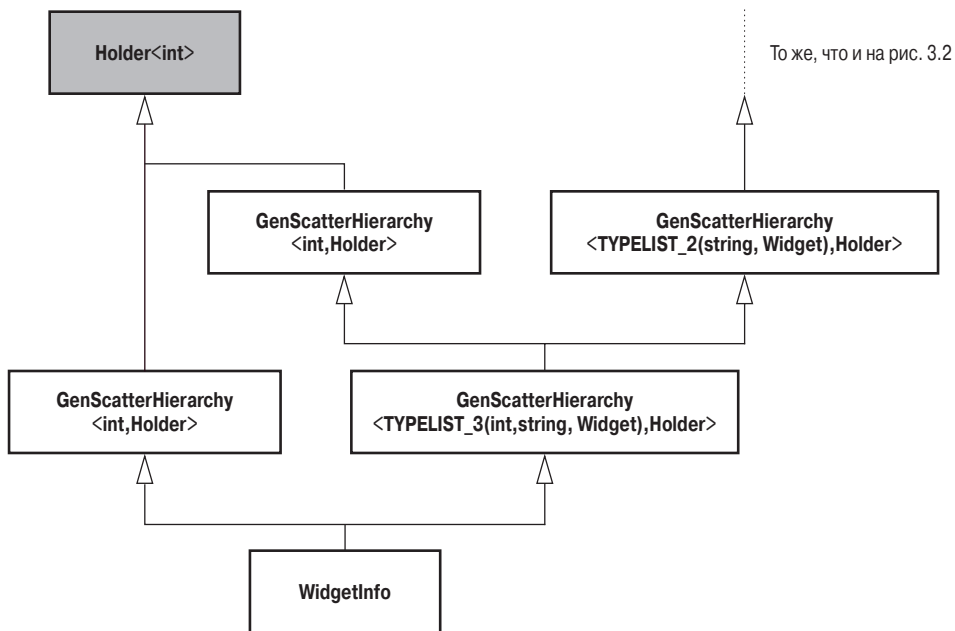 Holder<int>
То же, что и на рис. 3.2
GenScatterHierarchy
<int,Holder>
GenScatterHierarchy
<TYPELIST_2(string, Widget),Holder>
GenScatterHierarchy
<int,Holder>
GenScatterHierarchy
<TYPELIST_3(int,string, Widget),Holder>
WidgetInfo